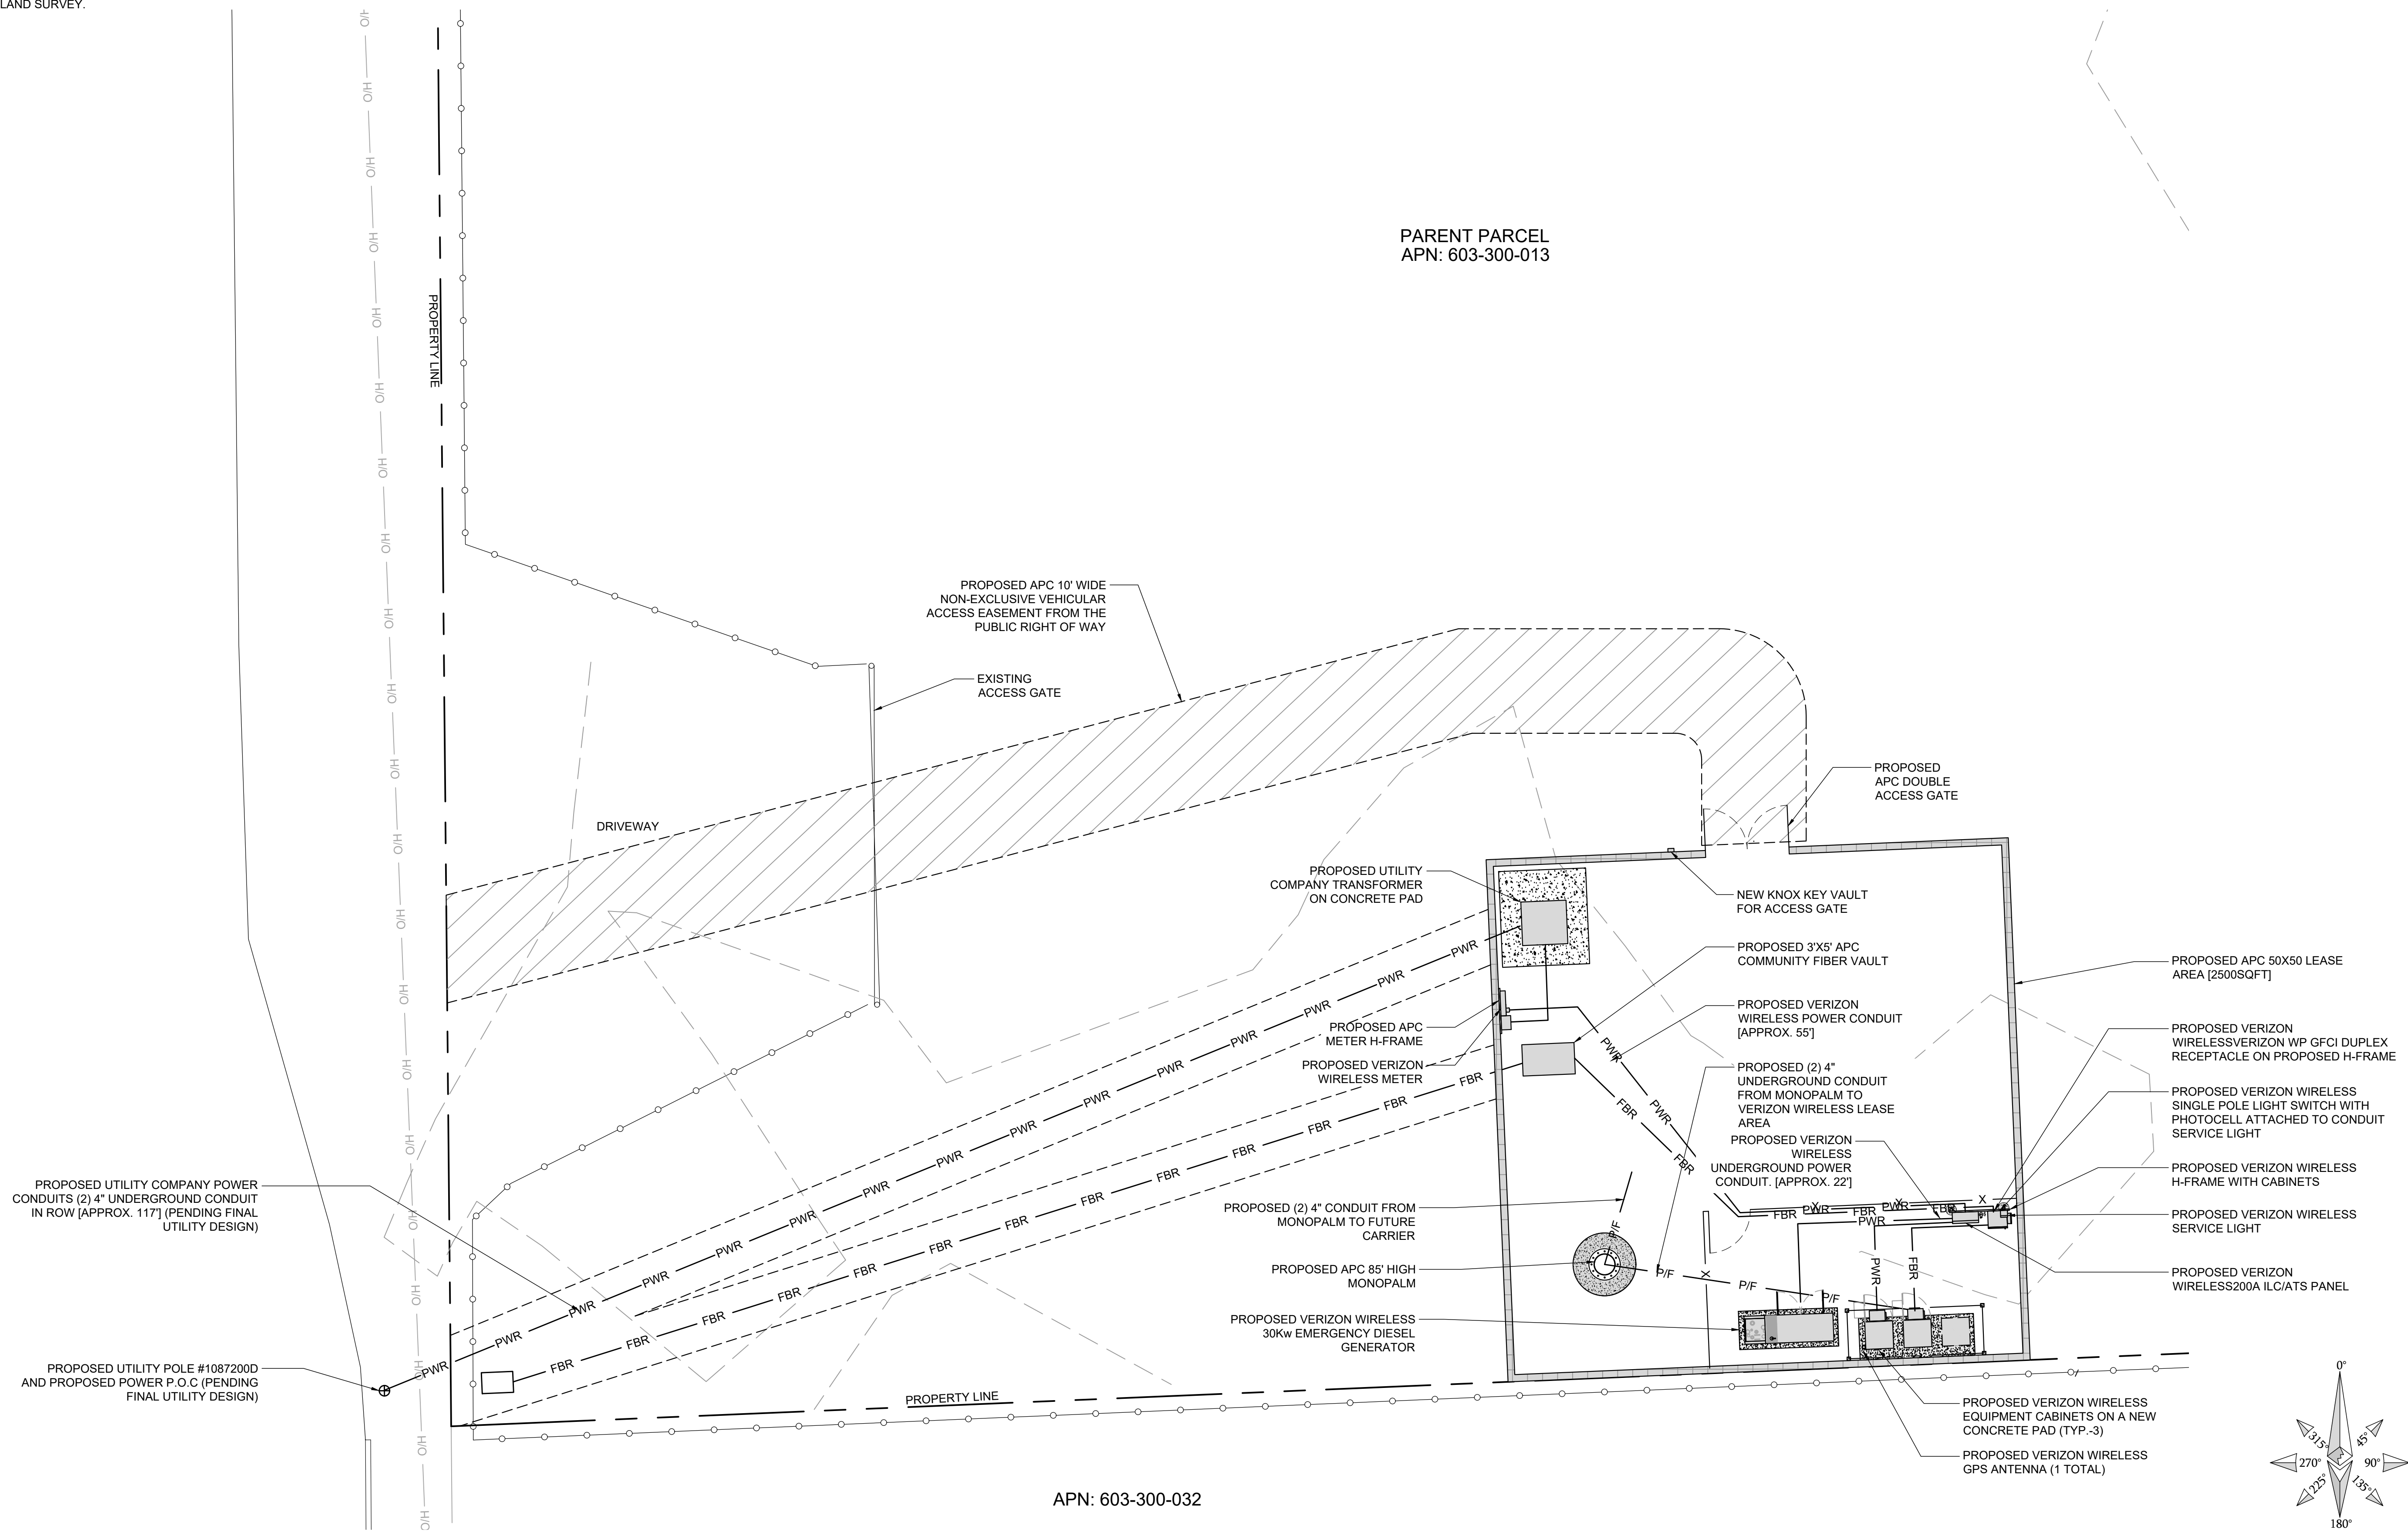 LAND SURVEY.
PARENT PARCEL
APN: 603-300-013
PROPERTY LINE
PROPOSED APC 10' WIDE
NON-EXCLUSIVE VEHICULAR
ACCESS EASEMENT FROM THE
PUBLIC RIGHT OF WAY
EXISTING
ACCESS GATE
DRIVEWAY
PROPOSED
APC DOUBLE
ACCESS GATE
PROPOSED UTILITY
COMPANY TRANSFORMER
ON CONCRETE PAD
NEW KNOX KEY VAULT
FOR ACCESS GATE
PROPOSED 3'X5' APC
COMMUNITY FIBER VAULT
PROPOSED APC 50X50 LEASE
AREA [2500SQFT]
PROPOSED APC
METER H-FRAME
PROPOSED VERIZON
WIRELESS METER
PROPOSED VERIZON
WIRELESS POWER CONDUIT
[APPROX. 55']
PROPOSED VERIZON
WIRELESSVERIZON WP GFCI DUPLEX
RECEPTACLE ON PROPOSED H-FRAME
PROPOSED (2) 4"
UNDERGROUND CONDUIT
FROM MONOPALM TO
VERIZON WIRELESS LEASE
AREA
PROPOSED VERIZON WIRELESS
SINGLE POLE LIGHT SWITCH WITH
PHOTOCELL ATTACHED TO CONDUIT
SERVICE LIGHT
PROPOSED VERIZON
WIRELESS
UNDERGROUND POWER
CONDUIT. [APPROX. 22']
PROPOSED VERIZON WIRELESS
H-FRAME WITH CABINETS
PROPOSED UTILITY COMPANY POWER
CONDUITS (2) 4" UNDERGROUND CONDUIT
IN ROW [APPROX. 117'] (PENDING FINAL
UTILITY DESIGN)
PROPOSED (2) 4" CONDUIT FROM
MONOPALM TO FUTURE
CARRIER
PROPOSED VERIZON WIRELESS
SERVICE LIGHT
PROPOSED APC 85' HIGH
MONOPALM
PROPOSED VERIZON
WIRELESS200A ILC/ATS PANEL
PROPOSED VERIZON WIRELESS
30Kw EMERGENCY DIESEL
GENERATOR
PROPOSED UTILITY POLE #1087200D
AND PROPOSED POWER P.O.C (PENDING
FINAL UTILITY DESIGN)
PROPERTY LINE
PROPOSED VERIZON WIRELESS
EQUIPMENT CABINETS ON A NEW
CONCRETE PAD (TYP.-3)
PROPOSED VERIZON WIRELESS
GPS ANTENNA (1 TOTAL)
APN: 603-300-032
O/H
PWR
FBR
P/F
X
0°
45°
90°
135°
180°
225°
270°
315°